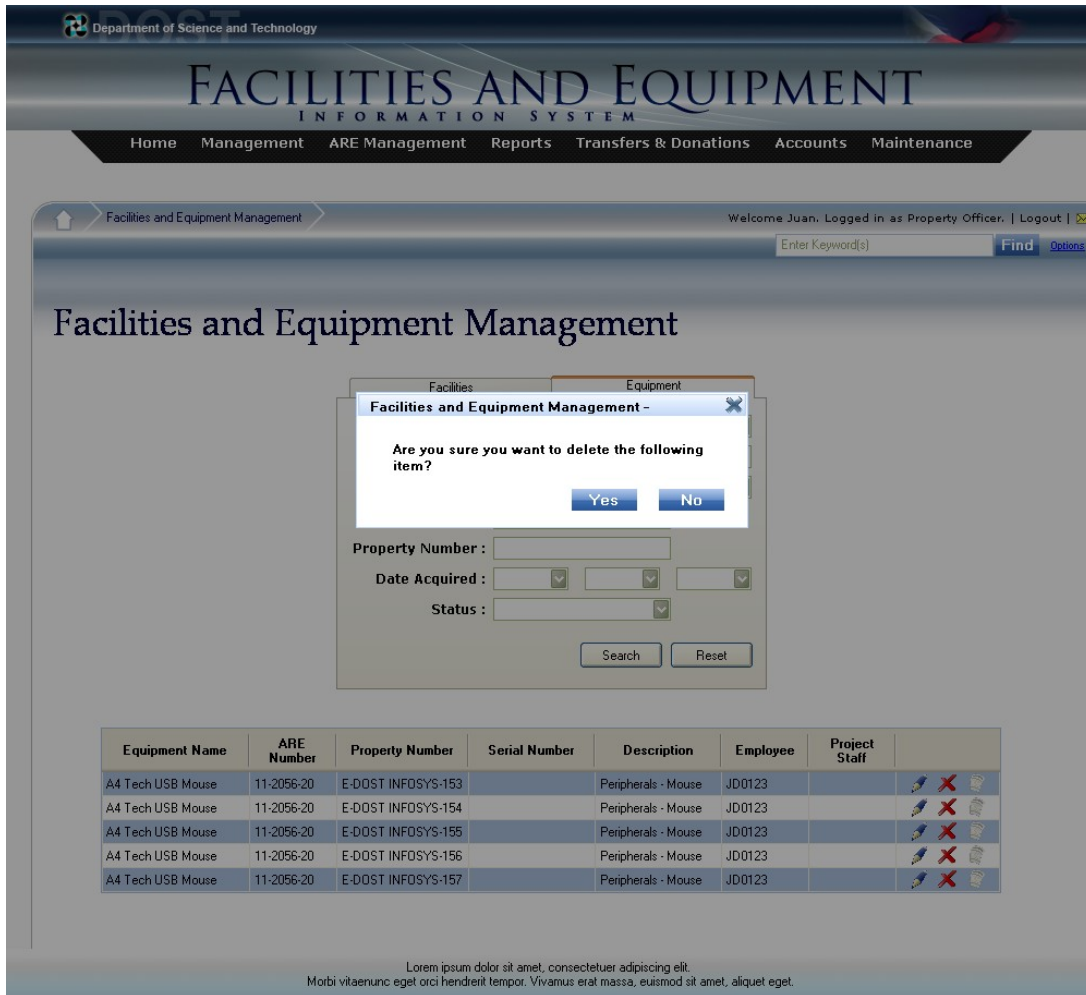 DOST
Department of Science and Technology
FACILITIES AND EQUIPMENT
INFORMATION SYSTEM
Home Management ARE Management Reports Transfers & Donations Accounts Maintenance
Facilities and Equipment Management
Welcome Juan. Logged in as Property Officer. | Logout |
Enter Keyword(s) Find Options
Facilities and Equipment Management
Facilities Equipment
Facilities and Equipment Management -
Are you sure you want to delete the following
item?
Yes No
Property Number :
Date Acquired :
Status :
Search Reset
Equipment Name ARE Number Property Number Serial Number Description Employee Project Staff
A4 Tech USB Mouse 11-2056-20 E-DOST INFOSYS-153 Peripherals - Mouse JD0123
A4 Tech USB Mouse 11-2056-20 E-DOST INFOSYS-154 Peripherals - Mouse JD0123
A4 Tech USB Mouse 11-2056-20 E-DOST INFOSYS-155 Peripherals - Mouse JD0123
A4 Tech USB Mouse 11-2056-20 E-DOST INFOSYS-156 Peripherals - Mouse JD0123
A4 Tech USB Mouse 11-2056-20 E-DOST INFOSYS-157 Peripherals - Mouse JD0123
Lorem ipsum dolor sit amet, consectetuer adipiscing elit.
Morbi vitaenunc eget orci hendrerit tempor. Vivamus erat massa, euismod sit amet, aliquet eget.